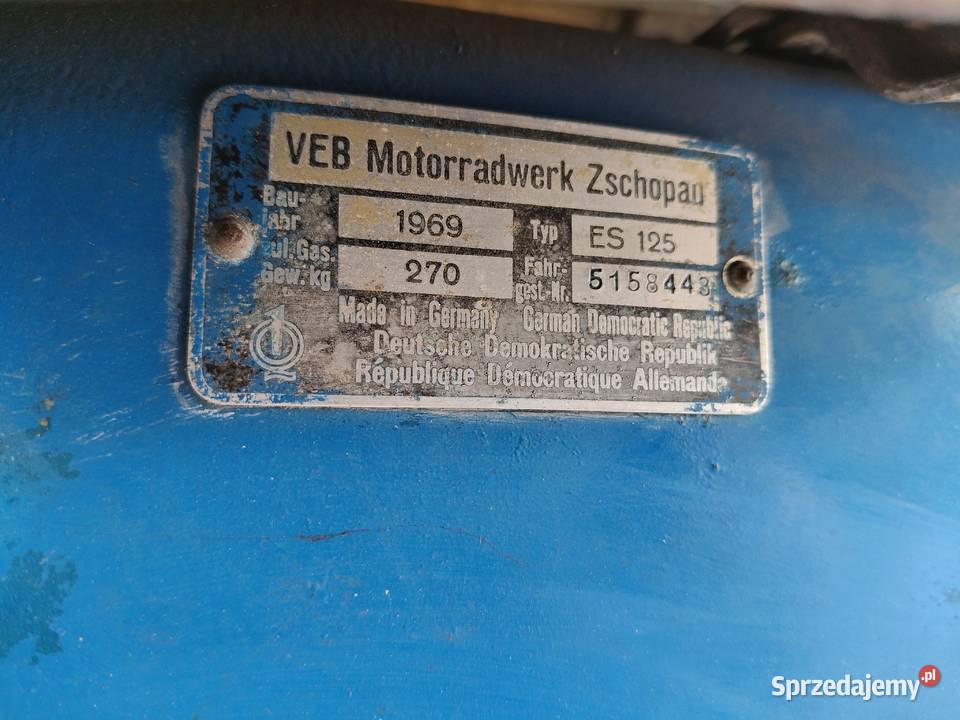 VEB Motorradwerk Zschopau
Bau-
jahr 1969 Typ ES 125
zul.Ges. Fahr-
Gew.kg 270 gest.Nr. 5158443
Made in Germany German Democratic Republic
Deutsche Demokratische Republik
République Démocratique Allemande
1
Sprzedajemy.pl